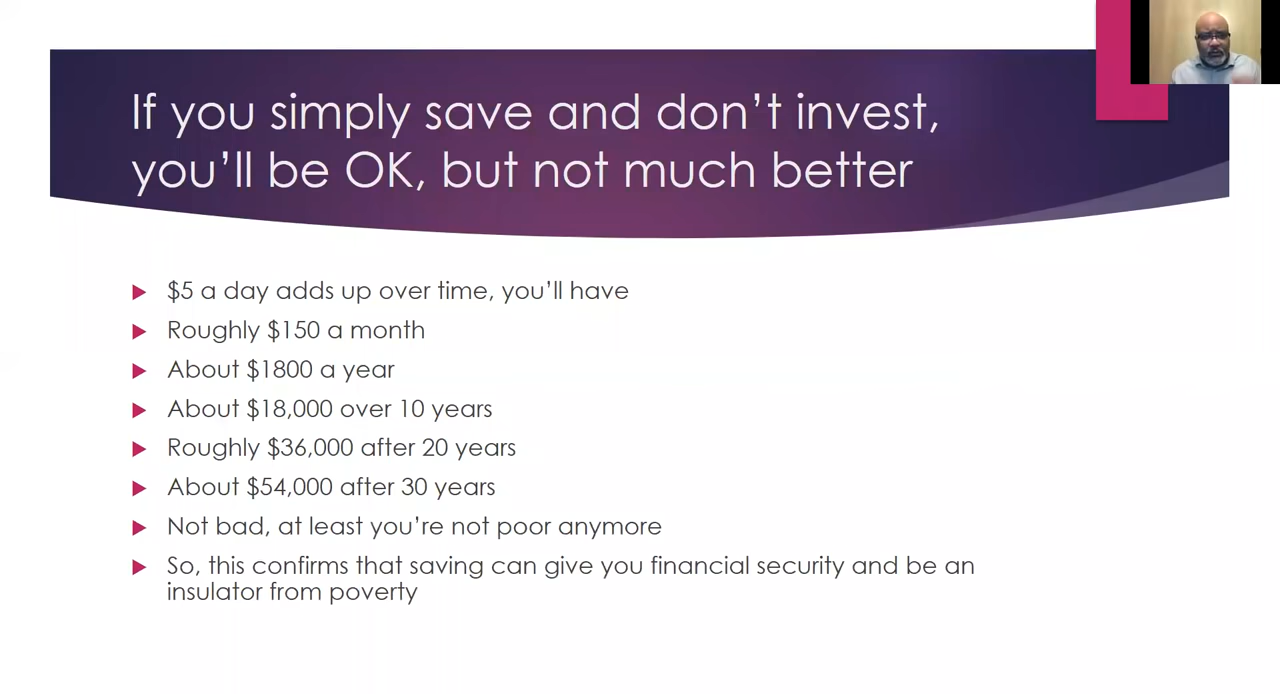 If you simply save and don’t invest,
you’ll be OK, but not much better
$5 a day adds up over time, you’ll have
Roughly $150 a month
About $1800 a year
About $18,000 over 10 years
Roughly $36,000 after 20 years
About $54,000 after 30 years
Not bad, at least you’re not poor anymore
So, this confirms that saving can give you financial security and be an
insulator from poverty